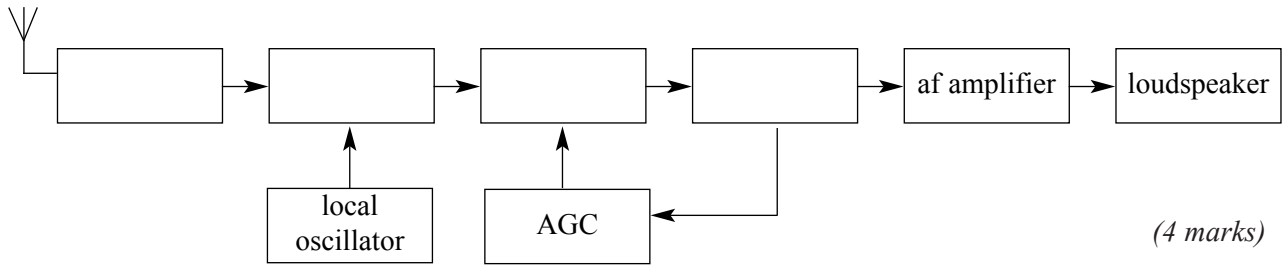 af amplifier
loudspeaker
local
oscillator
AGC
(4 marks)